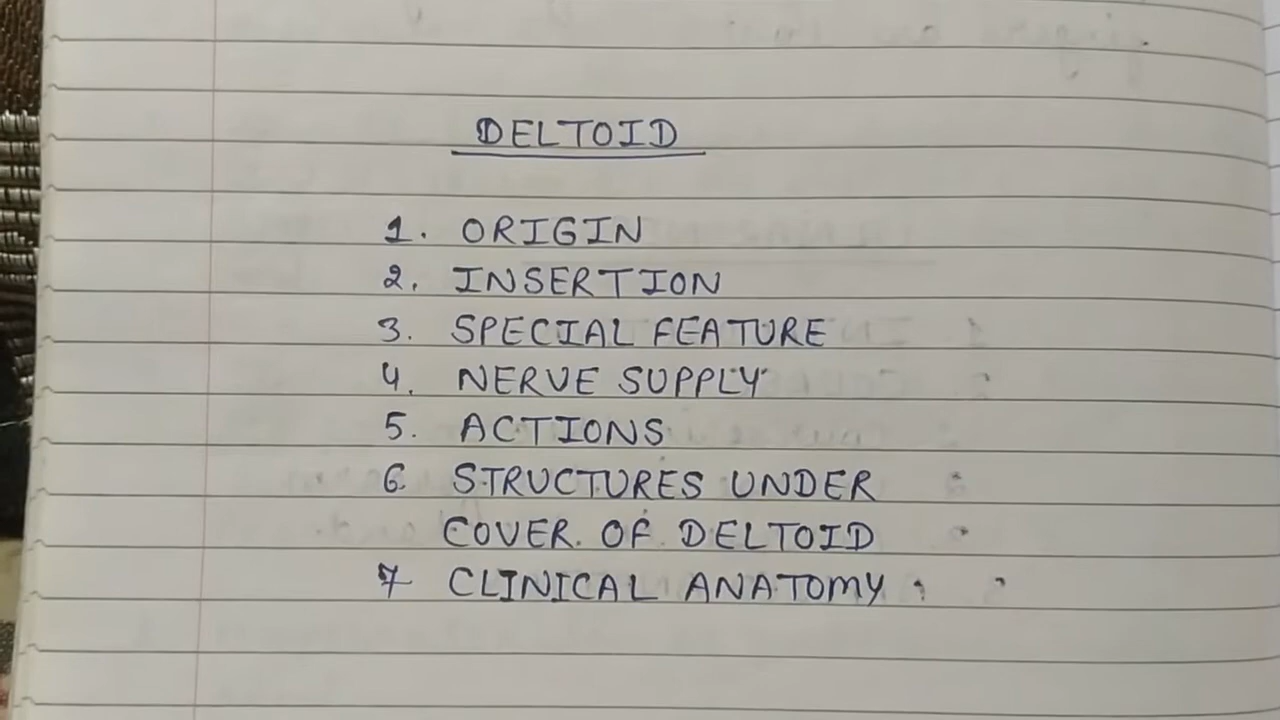 DELTOID
1. ORIGIN
2. INSERTION
3. SPECIAL FEATURE
4. NERVE SUPPLY
5. ACTIONS
6. STRUCTURES UNDER
COVER OF DELTOID
7 CLINICAL ANATOMY